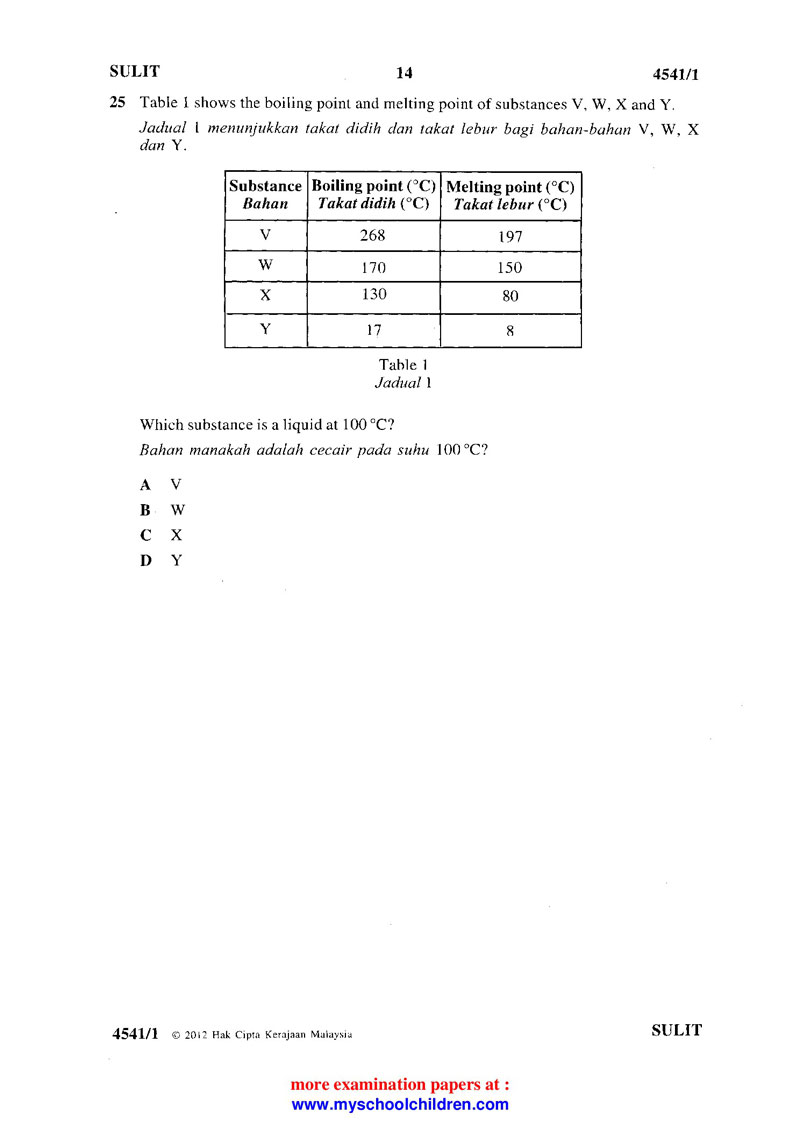 SULIT 14 4541/1
25 Table 1 shows the boiling point and melting point of substances V, W, X and Y.
Jadual 1 menunjukkan takat didih dan takat lebur bagi bahan-bahan V, W, X
dan Y.
Substance Boiling point (°C) Melting point (°C)
Bahan Takat didih (°C) Takat lebur (°C)
V 268 197
W 170 150
X 130 80
Y 17 8
Table 1
Jadual 1
Which substance is a liquid at 100 °C?
Bahan manakah adalah cecair pada suhu 100 °C?
A V
B W
C X
D Y
4541/1 © 2012 Hak Cipta Kerajaan Malaysia SULIT
more examination papers at :
www.myschoolchildren.com